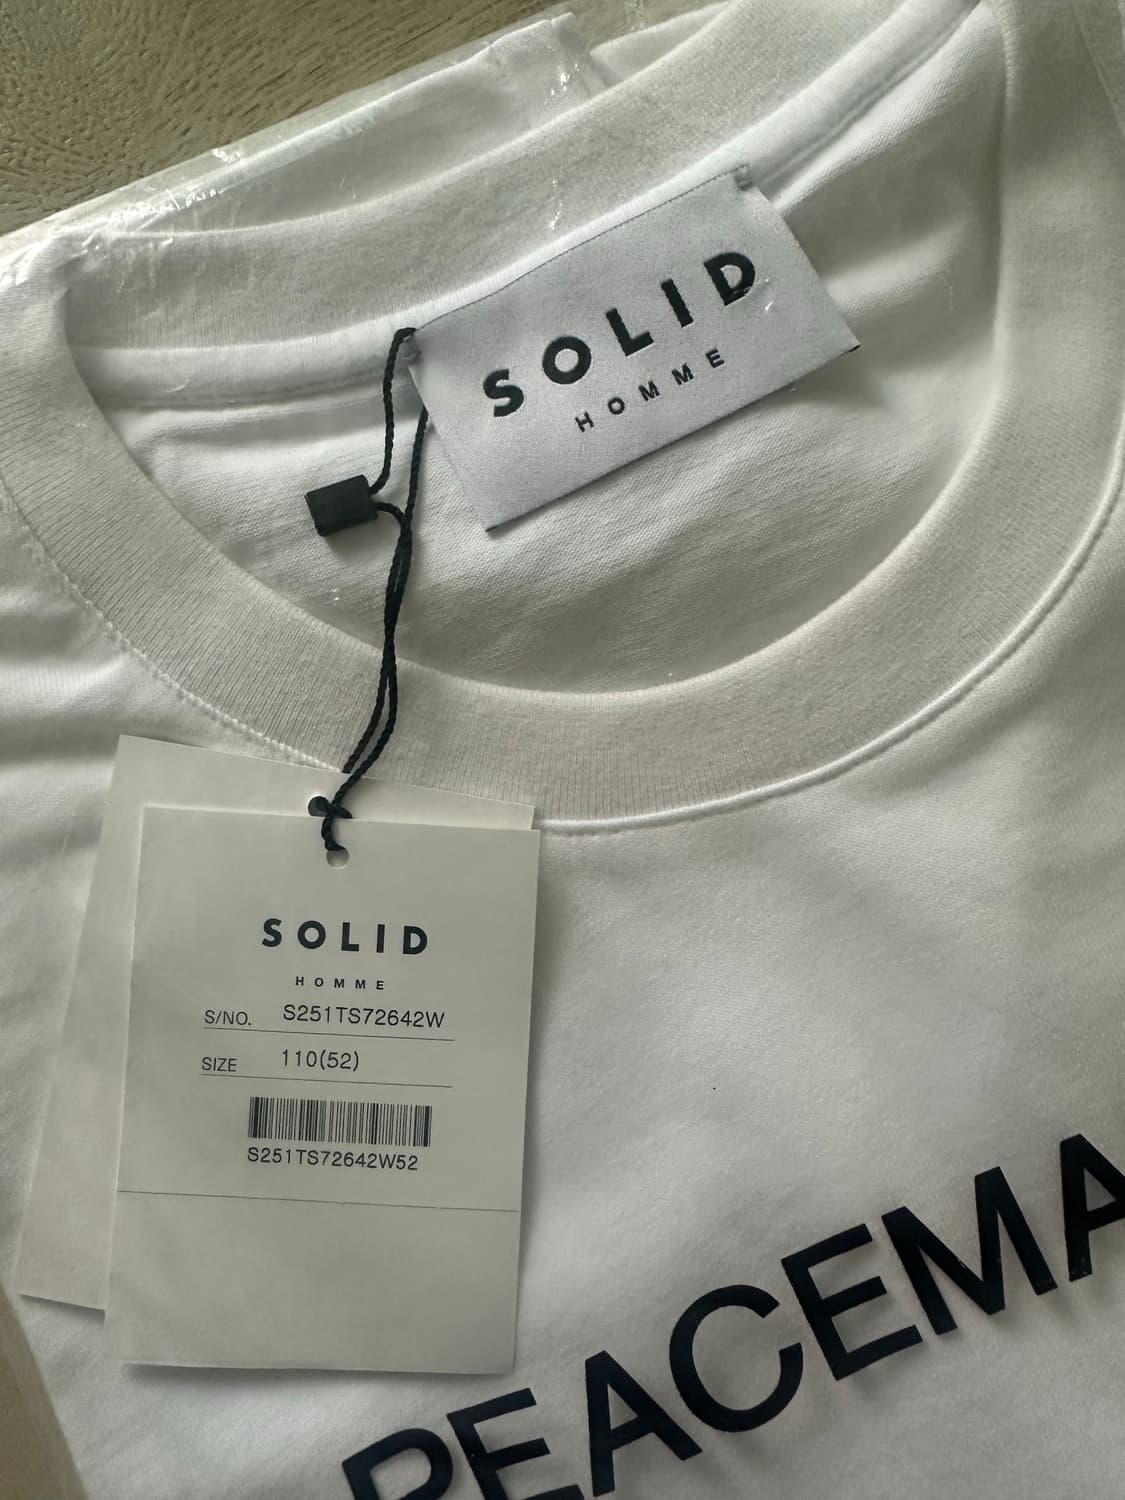 SOLID
HOMME
SOLID
HOMME
S/NO. S251TS72642W
SIZE 110(52)
S251TS72642W52
PEACEMA